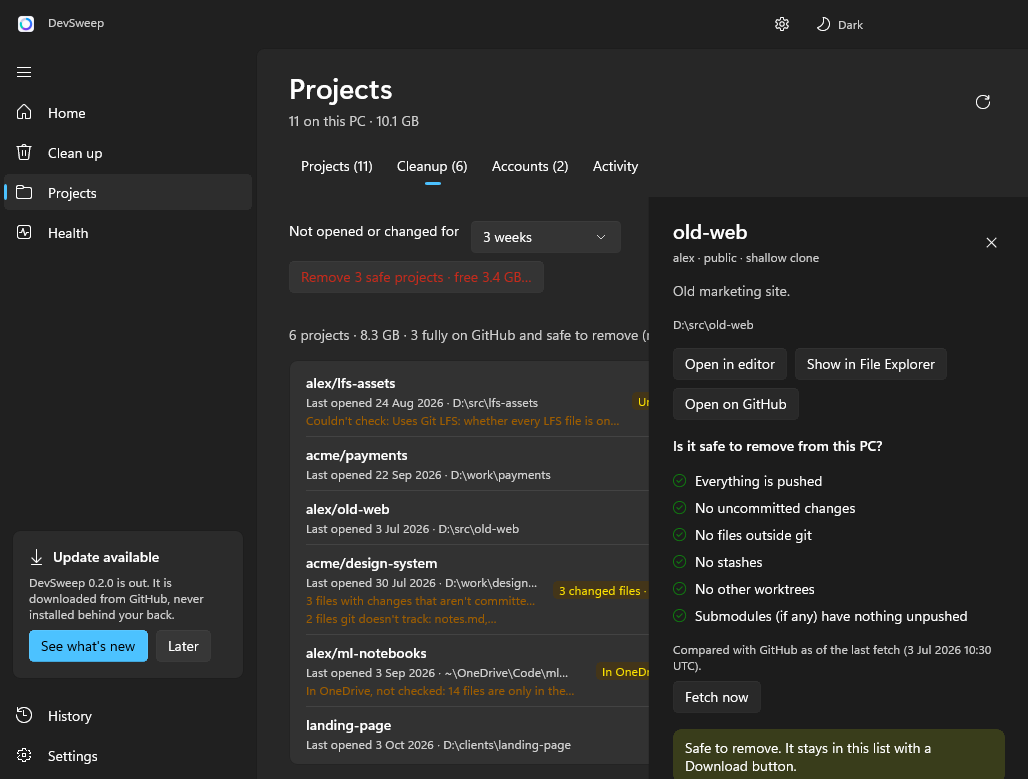 DevSweep
Dark
Home
Clean up
Projects
Health
Update available
DevSweep 0.2.0 is out. It is
downloaded from GitHub, never
installed behind your back.
See what's new
Later
History
Settings
Projects
11 on this PC · 10.1 GB
Projects (11)
Cleanup (6)
Accounts (2)
Activity
Not opened or changed for
3 weeks
Remove 3 safe projects · free 3.4 GB...
6 projects · 8.3 GB · 3 fully on GitHub and safe to remove (
alex/lfs-assets
Last opened 24 Aug 2026 · D:\src\lfs-assets
Couldn't check: Uses Git LFS: whether every LFS file is on...
acme/payments
Last opened 22 Sep 2026 · D:\work\payments
alex/old-web
Last opened 3 Jul 2026 · D:\src\old-web
acme/design-system
Last opened 30 Jul 2026 · D:\work\design...
3 files with changes that aren't committe...
2 files git doesn't track: notes.md,...
3 changed files ·
alex/ml-notebooks
Last opened 3 Sep 2026 · ~\OneDrive\Code\ml...
In OneDrive, not checked: 14 files are only in the...
In OneDr
landing-page
Last opened 3 Oct 2026 · D:\clients\landing-page
old-web
alex · public · shallow clone
Old marketing site.
D:\src\old-web
Open in editor
Show in File Explorer
Open on GitHub
Is it safe to remove from this PC?
Everything is pushed
No uncommitted changes
No files outside git
No stashes
No other worktrees
Submodules (if any) have nothing unpushed
Compared with GitHub as of the last fetch (3 Jul 2026 10:30
UTC).
Fetch now
Safe to remove. It stays in this list with a
Download button.